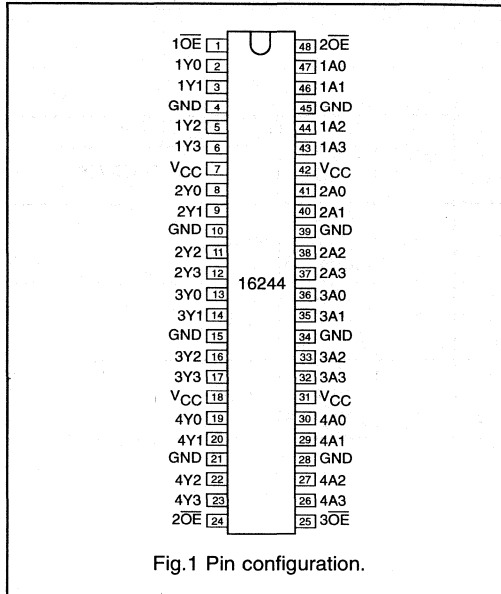 1O̅E̅ 1 48 2O̅E̅
1Y0 2 47 1A0
1Y1 3 46 1A1
GND 4 45 GND
1Y2 5 44 1A2
1Y3 6 43 1A3
VCC 7 42 VCC
2Y0 8 41 2A0
2Y1 9 40 2A1
GND 10 39 GND
2Y2 11 38 2A2
2Y3 12 37 2A3
16244
3Y0 13 36 3A0
3Y1 14 35 3A1
GND 15 34 GND
3Y2 16 33 3A2
3Y3 17 32 3A3
VCC 18 31 VCC
4Y0 19 30 4A0
4Y1 20 29 4A1
GND 21 28 GND
4Y2 22 27 4A2
4Y3 23 26 4A3
2O̅E̅ 24 25 3O̅E̅
Fig.1 Pin configuration.